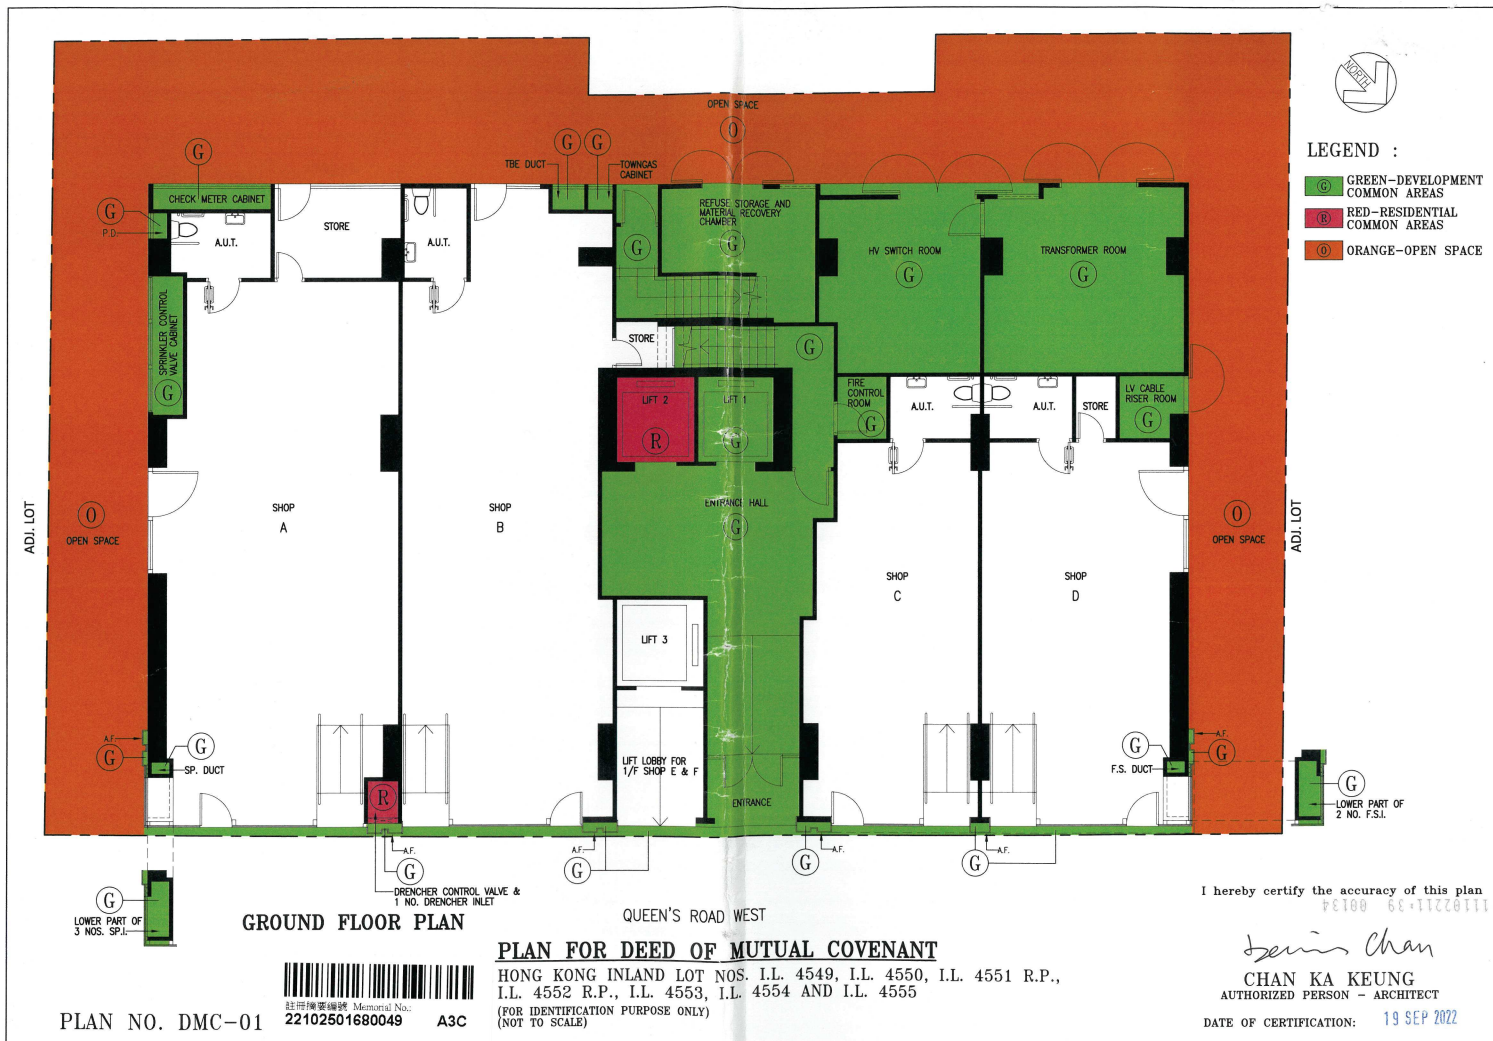 OPEN SPACE
O
NORTH
LEGEND :
G GREEN-DEVELOPMENT
COMMON AREAS
R RED-RESIDENTIAL
COMMON AREAS
O ORANGE-OPEN SPACE
G
G
G
TBE DUCT
TOWNGAS
CABINET
CHECK METER CABINET
G
P.D.
A.U.T.
STORE
A.U.T.
REFUSE STORAGE AND
MATERIAL RECOVERY
CHAMBER
G
G
HV SWITCH ROOM
G
TRANSFORMER ROOM
G
SPRINKLER CONTROL
VALVE CABINET
G
STORE
G
LIFT 2
R
LIFT 1
G
FIRE
CONTROL
ROOM
G
A.U.T.
A.U.T.
STORE
LV CABLE
RISER ROOM
G
ADJ. LOT
O
OPEN SPACE
SHOP
A
SHOP
B
ENTRANCE HALL
G
SHOP
C
SHOP
D
O
OPEN SPACE
ADJ. LOT
LIFT 3
A.F.
G
G
SP. DUCT
LIFT LOBBY FOR
1/F SHOP E & F
ENTRANCE
R
G
F.S. DUCT
A.F.
G
G
LOWER PART OF
2 NO. F.S.I.
A.F.
G
A.F.
G
A.F.
G
A.F.
G
DRENCHER CONTROL VALVE &
1 NO. DRENCHER INLET
G
LOWER PART OF
3 NOS. SP.I.
GROUND FLOOR PLAN
QUEEN'S ROAD WEST
PLAN FOR DEED OF MUTUAL COVENANT
HONG KONG INLAND LOT NOS. I.L. 4549, I.L. 4550, I.L. 4551 R.P.,
I.L. 4552 R.P., I.L. 4553, I.L. 4554 AND I.L. 4555
(FOR IDENTIFICATION PURPOSE ONLY)
(NOT TO SCALE)
註冊摘要編號 Memorial No.:
22102501680049 A3C
PLAN NO. DMC-01
I hereby certify the accuracy of this plan
Dennis Chan
CHAN KA KEUNG
AUTHORIZED PERSON - ARCHITECT
DATE OF CERTIFICATION: 19 SEP 2022